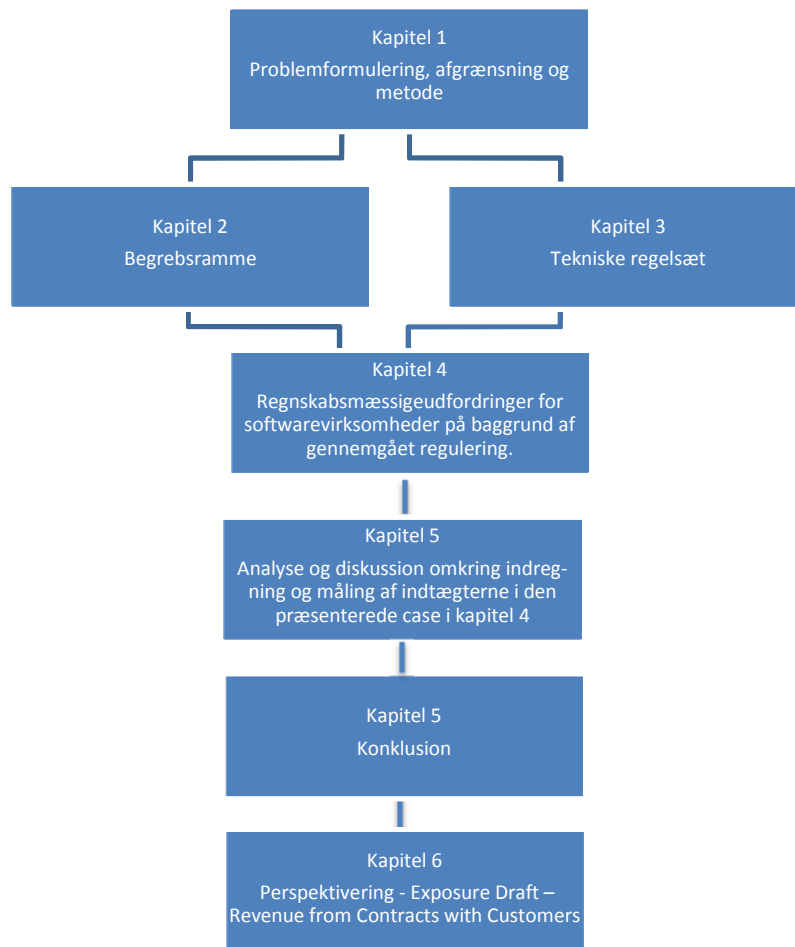 Kapitel 1
Problemformulering, afgrænsning og
metode
Kapitel 2
Begrebsramme
Kapitel 3
Tekniske regelsæt
Kapitel 4
Regnskabsmæssigeudfordringer for
softwarevirksomheder på baggrund af
gennemgået regulering.
Kapitel 5
Analyse og diskussion omkring indreg-
ning og måling af indtægterne i den
præsenterede case i kapitel 4
Kapitel 5
Konklusion
Kapitel 6
Perspektivering - Exposure Draft –
Revenue from Contracts with Customers